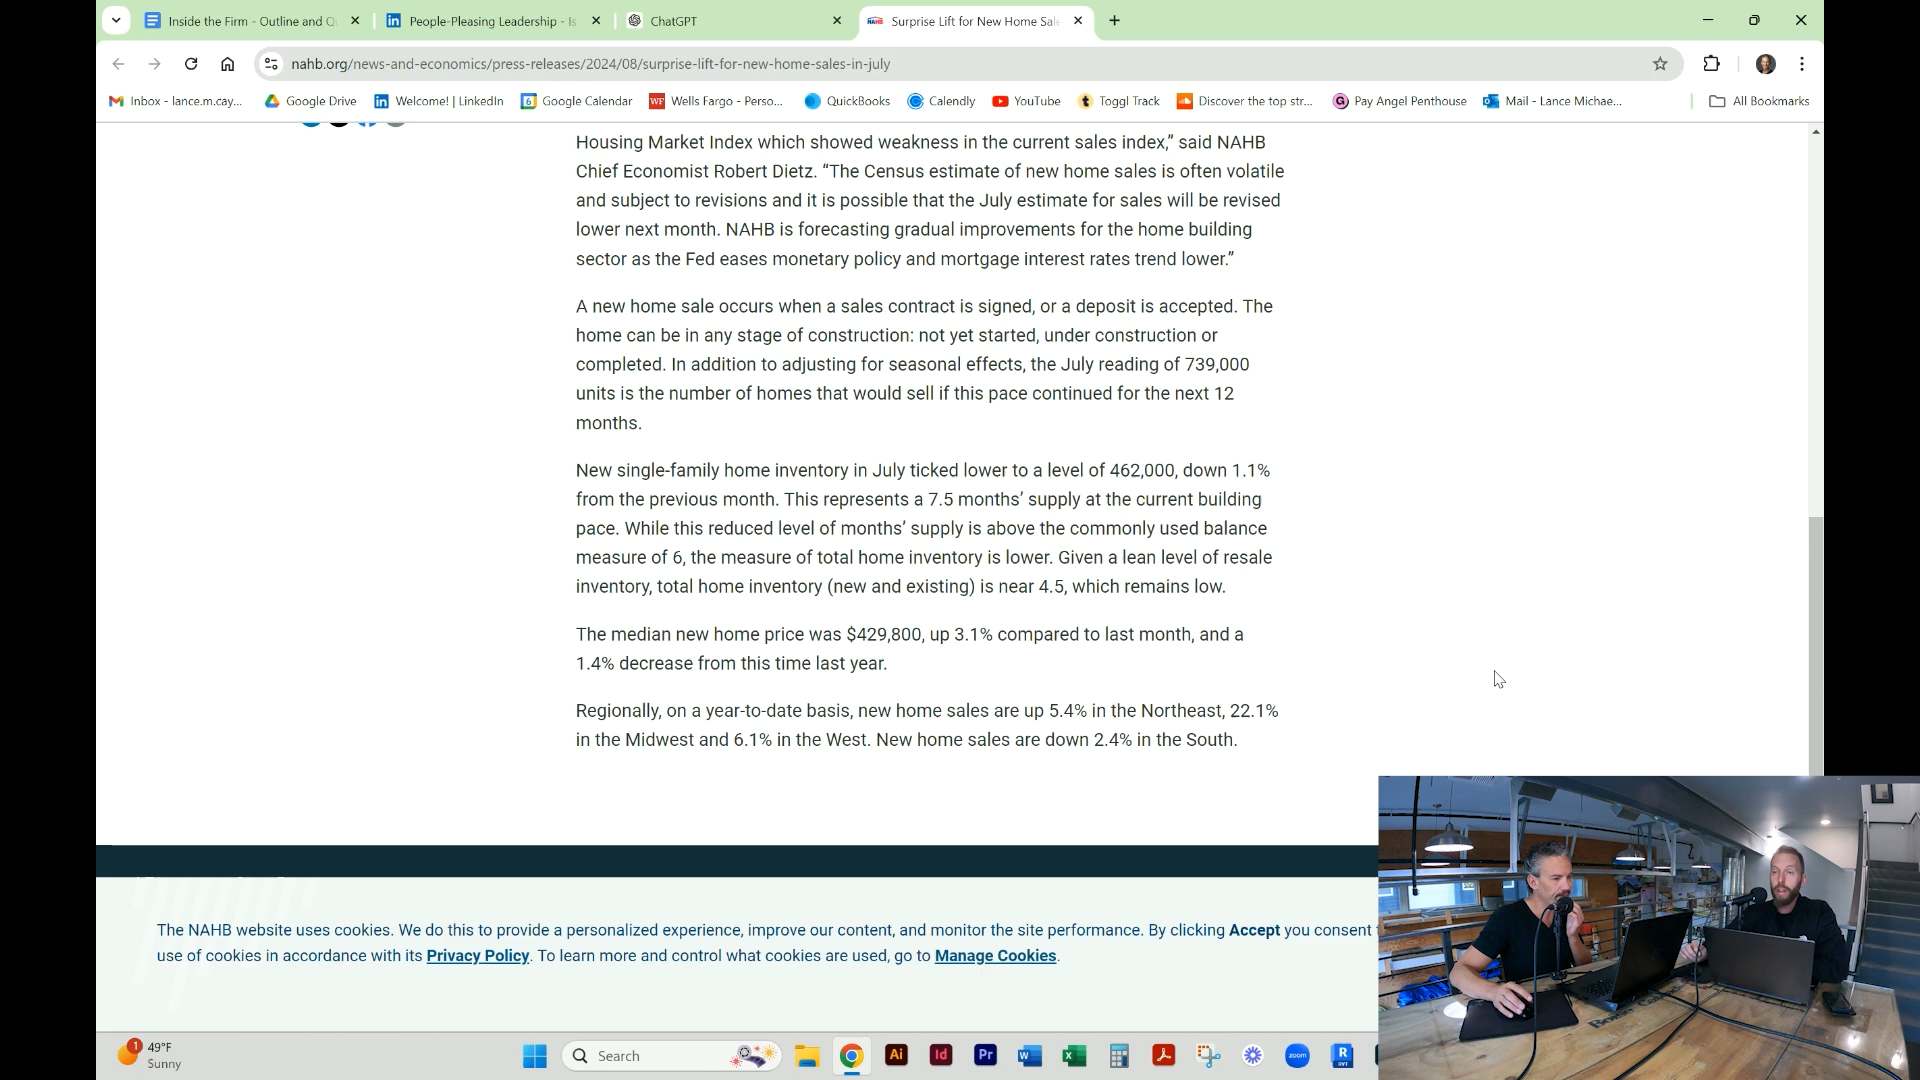 Inside the Firm - Outline and Q
People-Pleasing Leadership - Is
ChatGPT
Surprise Lift for New Home Sale
nahb.org/news-and-economics/press-releases/2024/08/surprise-lift-for-new-home-sales-in-july
Inbox - lance.m.cay...
Google Drive
Welcome! | LinkedIn
Google Calendar
Wells Fargo - Perso...
QuickBooks
Calendly
YouTube
Toggl Track
Discover the top str...
Pay Angel Penthouse
Mail - Lance Michae...
All Bookmarks
Housing Market Index which showed weakness in the current sales index,” said NAHB
Chief Economist Robert Dietz. “The Census estimate of new home sales is often volatile
and subject to revisions and it is possible that the July estimate for sales will be revised
lower next month. NAHB is forecasting gradual improvements for the home building
sector as the Fed eases monetary policy and mortgage interest rates trend lower.”
A new home sale occurs when a sales contract is signed, or a deposit is accepted. The
home can be in any stage of construction: not yet started, under construction or
completed. In addition to adjusting for seasonal effects, the July reading of 739,000
units is the number of homes that would sell if this pace continued for the next 12
months.
New single-family home inventory in July ticked lower to a level of 462,000, down 1.1%
from the previous month. This represents a 7.5 months’ supply at the current building
pace. While this reduced level of months’ supply is above the commonly used balance
measure of 6, the measure of total home inventory is lower. Given a lean level of resale
inventory, total home inventory (new and existing) is near 4.5, which remains low.
The median new home price was $429,800, up 3.1% compared to last month, and a
1.4% decrease from this time last year.
Regionally, on a year-to-date basis, new home sales are up 5.4% in the Northeast, 22.1%
in the Midwest and 6.1% in the West. New home sales are down 2.4% in the South.
The NAHB website uses cookies. We do this to provide a personalized experience, improve our content, and monitor the site performance. By clicking Accept you consent
use of cookies in accordance with its Privacy Policy. To learn more and control what cookies are used, go to Manage Cookies.
1
49°F
Sunny
Search